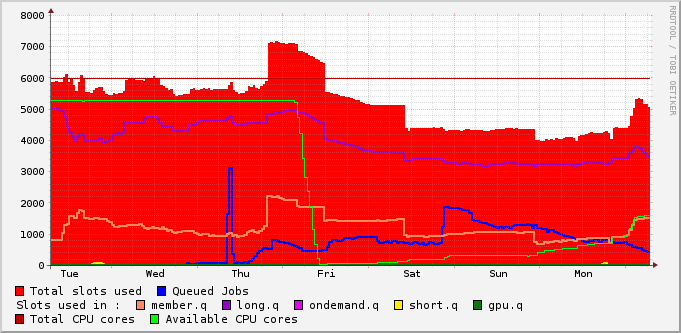 8000
7000
6000
5000
4000
3000
2000
1000
0
Tue Wed Thu Fri Sat Sun Mon
RRDTOOL / TOBI OETIKER
Total slots used Queued Jobs
Slots used in : member.q long.q ondemand.q short.q gpu.q
Total CPU cores Available CPU cores